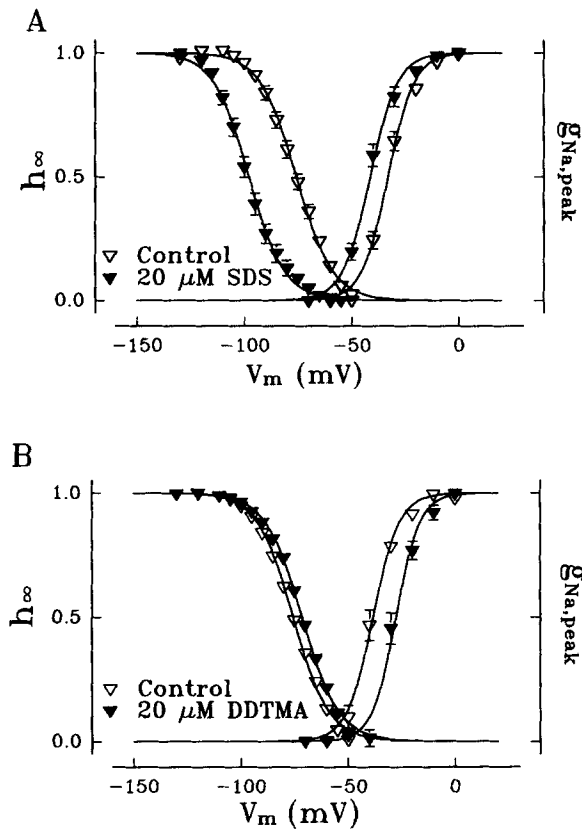 A
1.0
0.5
0.0
h∞
gNa,peak
▽ Control
▼ 20 μM SDS
−150 −100 −50 0
Vm (mV)
B
1.0
0.5
0.0
h∞
gNa,peak
▽ Control
▼ 20 μM DDTMA
−150 −100 −50 0
Vm (mV)